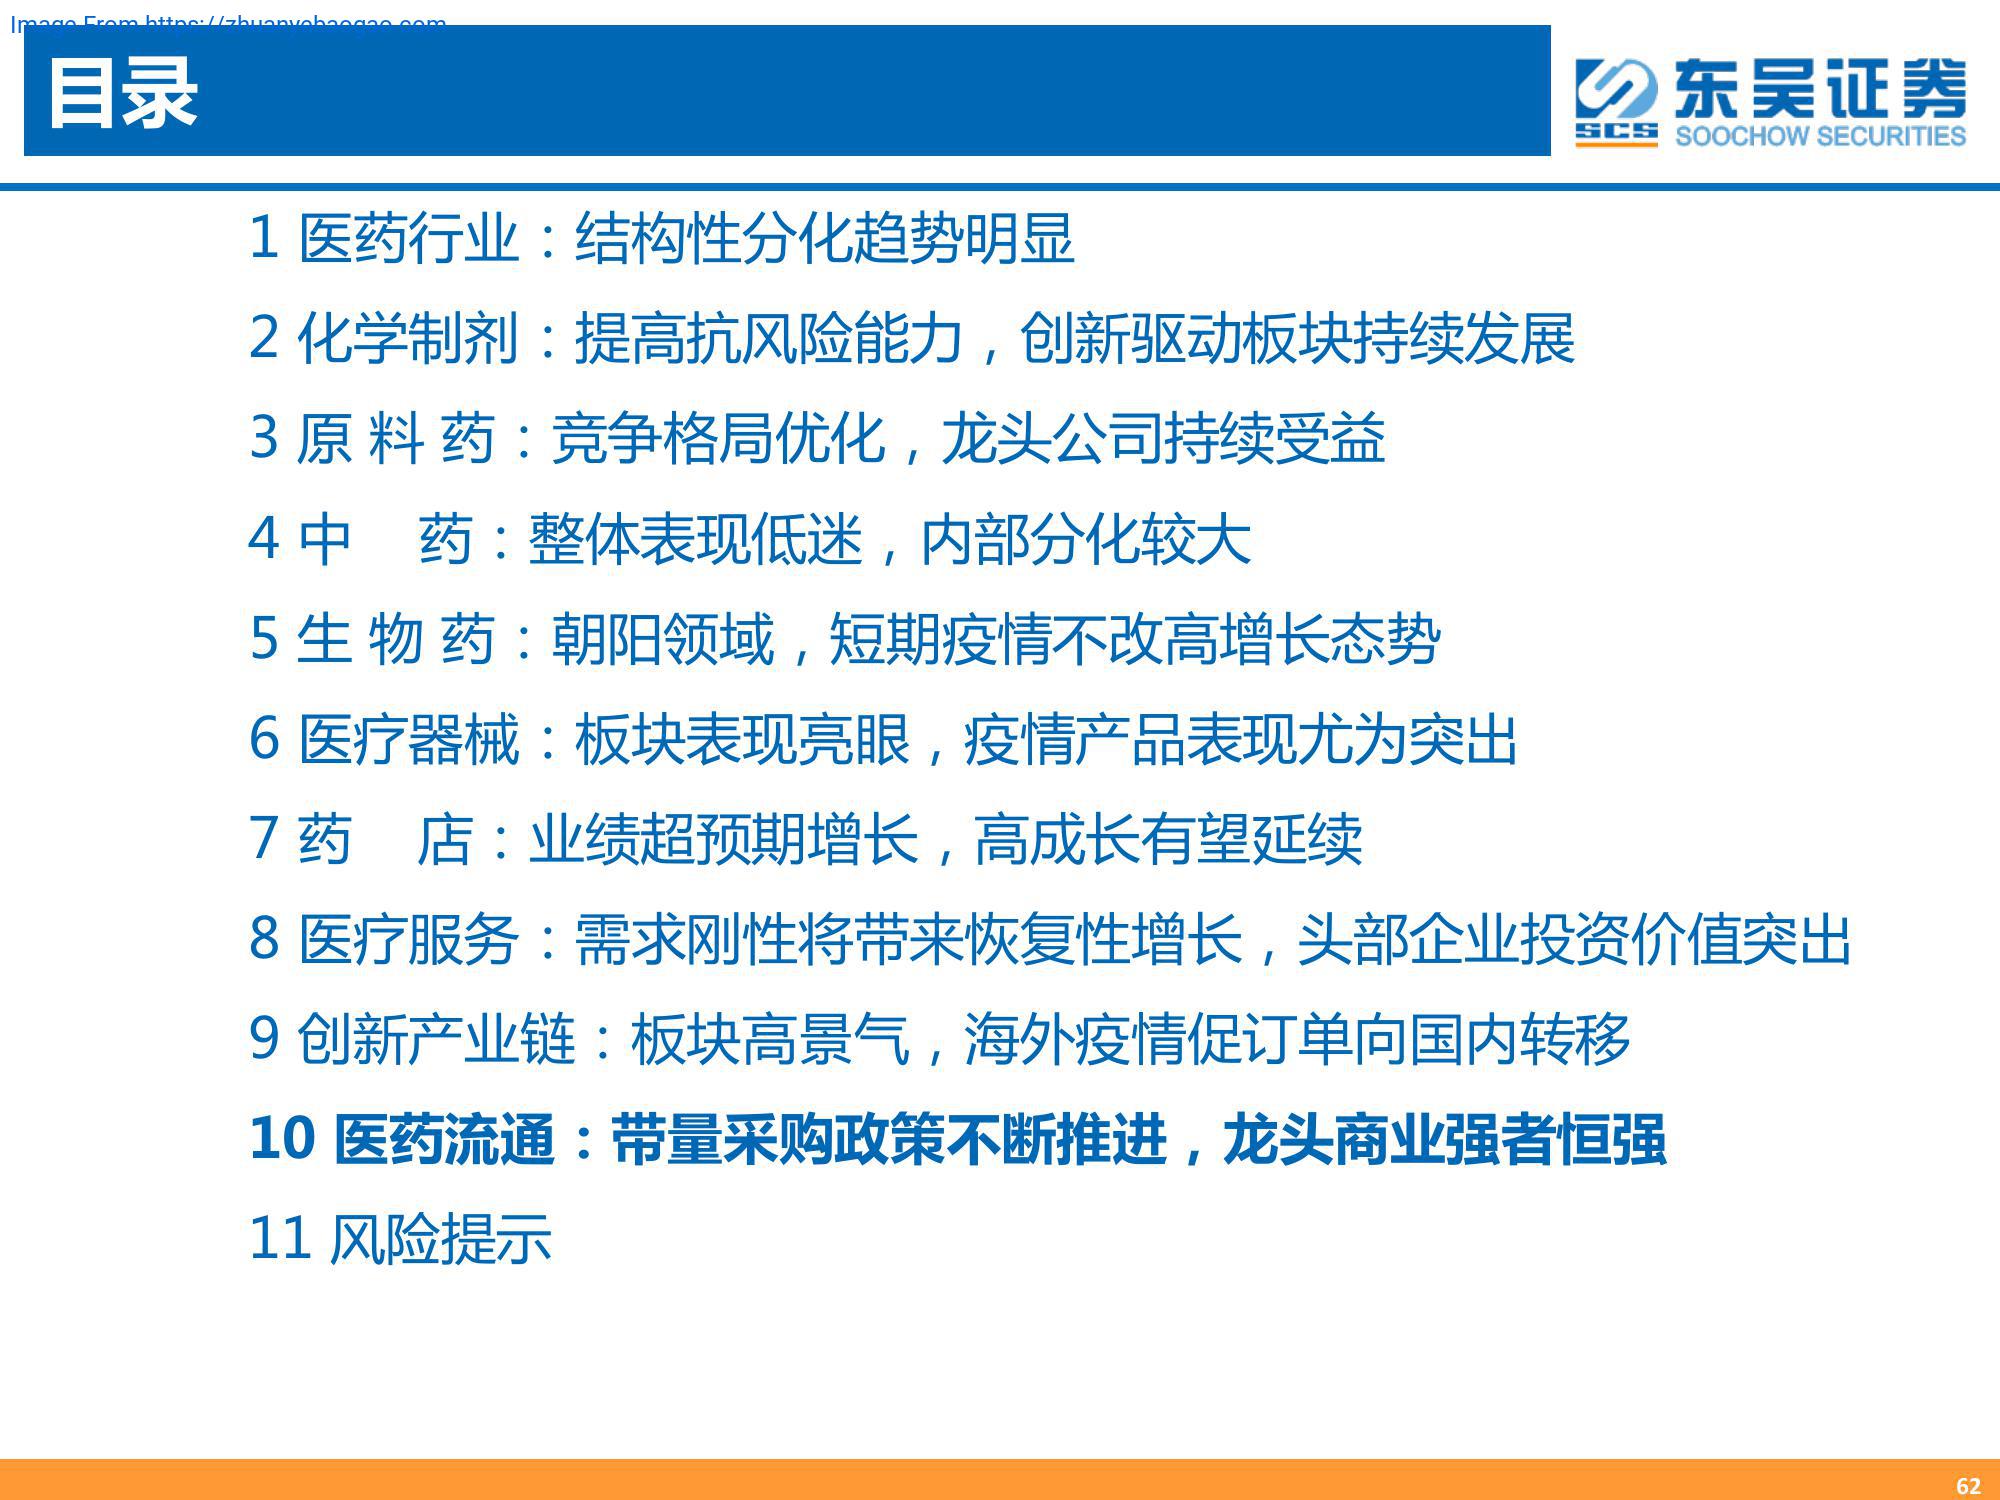 Image From https://zhuanyebaogao.com
目录
东吴证券
SCS
SOOCHOW SECURITIES
1 医药行业：结构性分化趋势明显
2 化学制剂：提高抗风险能力，创新驱动板块持续发展
3 原 料 药：竞争格局优化，龙头公司持续受益
4 中    药：整体表现低迷，内部分化较大
5 生 物 药：朝阳领域，短期疫情不改高增长态势
6 医疗器械：板块表现亮眼，疫情产品表现尤为突出
7 药    店：业绩超预期增长，高成长有望延续
8 医疗服务：需求刚性将带来恢复性增长，头部企业投资价值突出
9 创新产业链：板块高景气，海外疫情促订单向国内转移
10 医药流通：带量采购政策不断推进，龙头商业强者恒强
11 风险提示
62